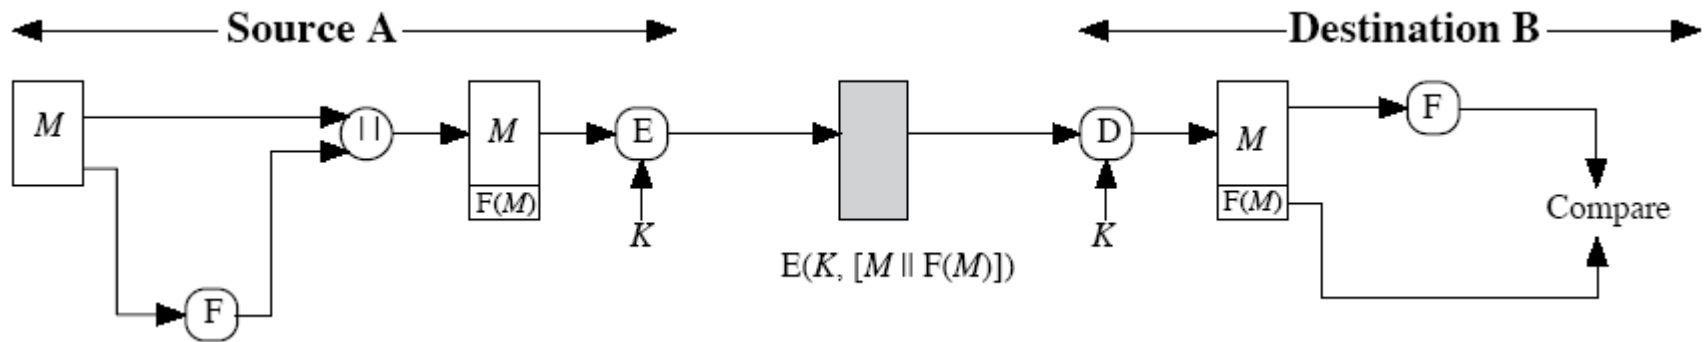 Source A
Destination B
M
||
M
F(M)
E
K
E(K, [M || F(M)])
D
K
M
F(M)
F
Compare
F